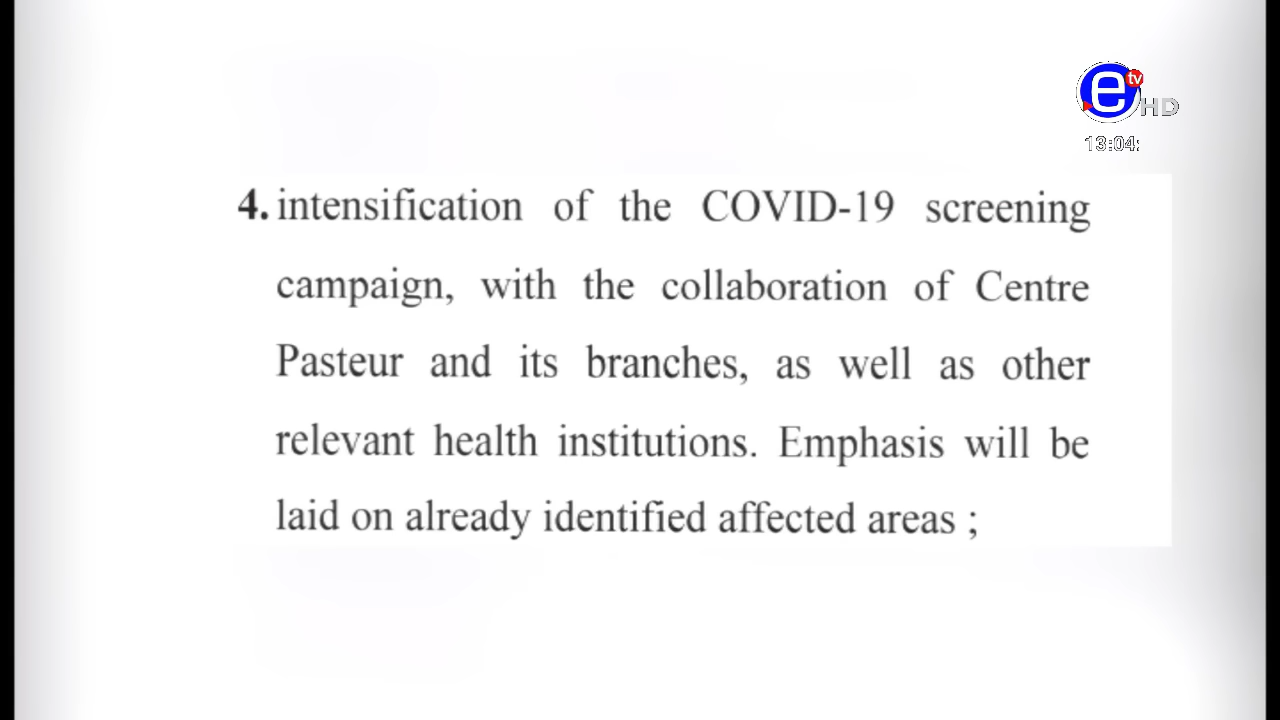 e tv
HD
13:04:
4. intensification of the COVID-19 screening
campaign, with the collaboration of Centre
Pasteur and its branches, as well as other
relevant health institutions. Emphasis will be
laid on already identified affected areas ;